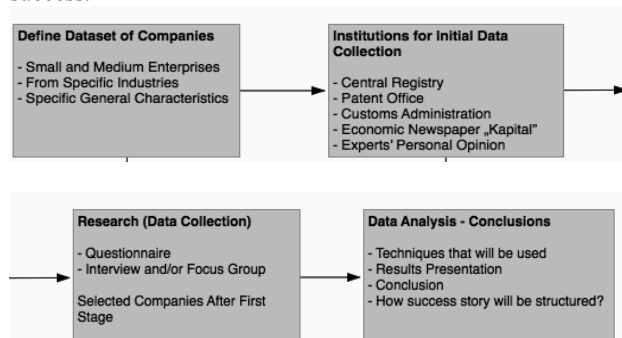 success.
Define Dataset of Companies
- Small and Medium Enterprises
- From Specific Industries
- Specific General Characteristics
Institutions for Initial Data
Collection
- Central Registry
- Patent Office
- Customs Administration
- Economic Newspaper „Kapital”
- Experts’ Personal Opinion
Research (Data Collection)
- Questionnaire
- Interview and/or Focus Group
Selected Companies After First
Stage
Data Analysis - Conclusions
- Techniques that will be used
- Results Presentation
- Conclusion
- How success story will be structured?